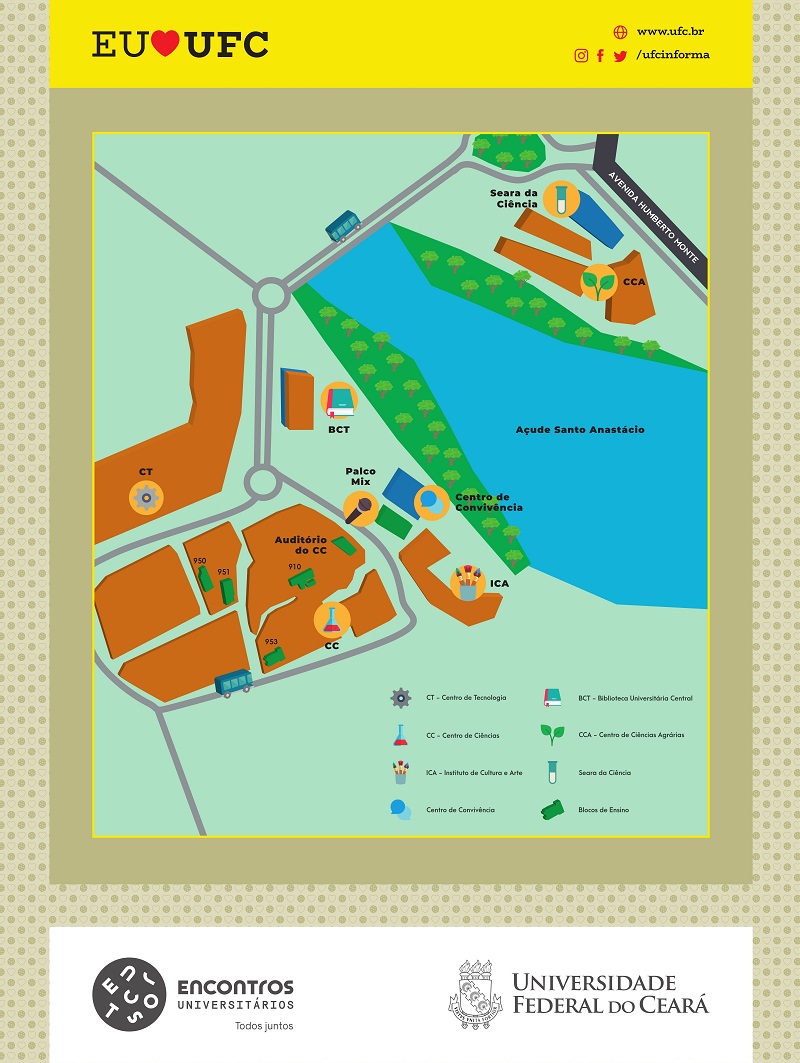 EU UFC
www.ufc.br
/ufcinforma
AVENIDA HUMBERTO MONTE
Seara da
Ciência
CCA
Açude Santo Anastácio
BCT
CT
Palco
Mix
Centro de
Convivência
Auditório
do CC
950
951
910
ICA
953
CC
CT - Centro de Tecnologia
BCT - Biblioteca Universitária Central
CC - Centro de Ciências
CCA - Centro de Ciências Agrárias
ICA - Instituto de Cultura e Arte
Seara da Ciência
Centro de Convivência
Blocos de Ensino
ENCONTROS
UNIVERSITÁRIOS
Todos juntos
UNIVERSIDADE
FEDERAL DO CEARÁ